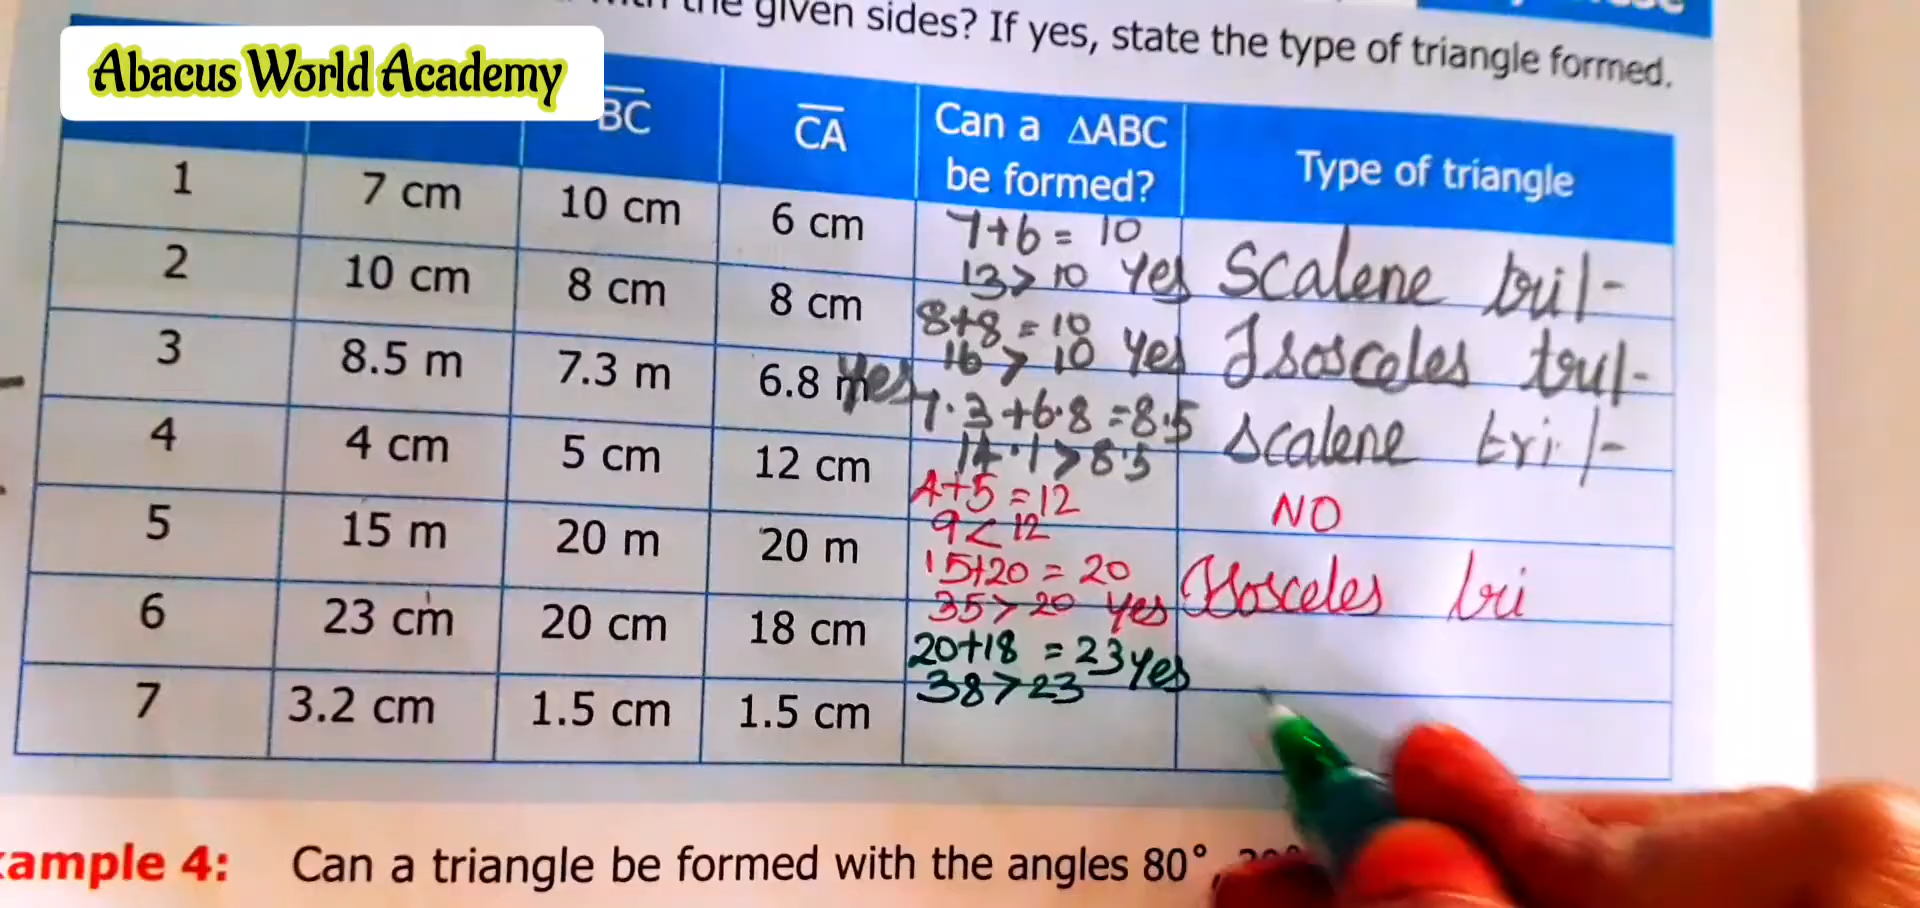 the given sides? If yes, state the type of triangle formed.
Abacus World Academy
BC CA Can a ΔABC be formed? Type of triangle
1 7 cm 10 cm 6 cm 7+6 = 10
13 > 10 Yes Scalene tril-
2 10 cm 8 cm 8 cm 8+8 = 10
16 > 10 Yes Isosceles tril-
3 8.5 m 7.3 m 6.8 m Yes 7.3+6.8 = 8.5
14.1 > 8.5 Scalene tri l-
4 4 cm 5 cm 12 cm 4+5 = 12
9 < 12 NO
5 15 m 20 m 20 m 15+20 = 20
35 > 20 Yes Isosceles tri
6 23 cm 20 cm 18 cm 20+18 = 23 Yes
38 > 23
7 3.2 cm 1.5 cm 1.5 cm
ample 4: Can a triangle be formed with the angles 80°,